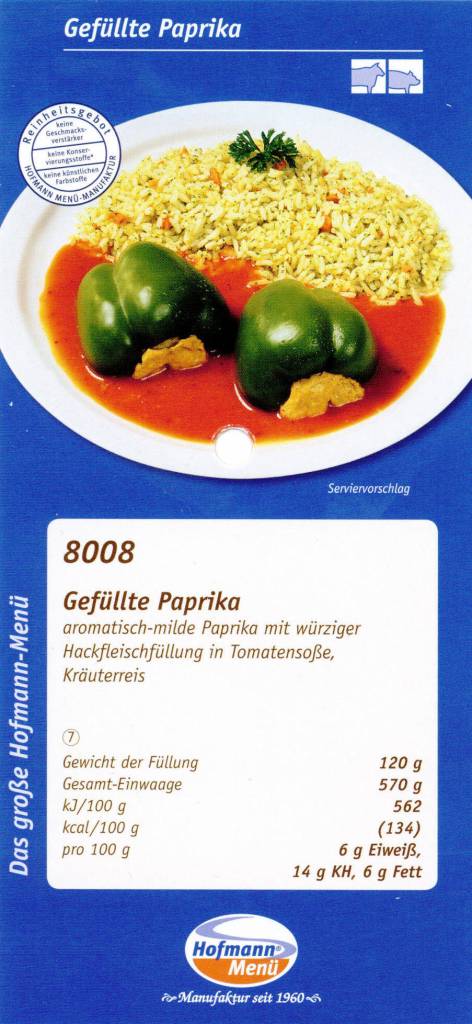 Gefüllte Paprika
Reinheitsgebot
keine
Geschmacks-
verstärker
keine Konser-
vierungsstoffe*
keine künstlichen
Farbstoffe
HOFMANN MENÜ-MANUFAKTUR
Serviervorschlag
8008
Gefüllte Paprika
aromatisch-milde Paprika mit würziger
Hackfleischfüllung in Tomatensoße,
Kräuterreis
7
Gewicht der Füllung 120 g
Gesamt-Einwaage 570 g
kJ/100 g 562
kcal/100 g (134)
pro 100 g 6 g Eiweiß,
14 g KH, 6 g Fett
Das große Hofmann-Menü
Hofmann®
Menü
Manufaktur seit 1960